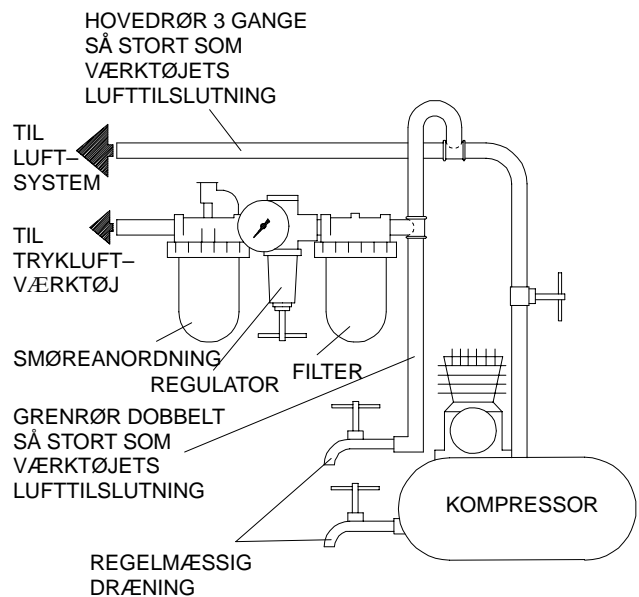 HOVEDRØR 3 GANGE
SÅ STORT SOM
VÆRKTØJETS
LUFTTILSLUTNING
TIL
LUFT–
SYSTEM
TIL
TRYKLUFT–
VÆRKTØJ
SMØREANORDNING
REGULATOR
FILTER
GRENRØR DOBBELT
SÅ STORT SOM
VÆRKTØJETS
LUFTTILSLUTNING
KOMPRESSOR
REGELMÆSSIG
DRÆNING